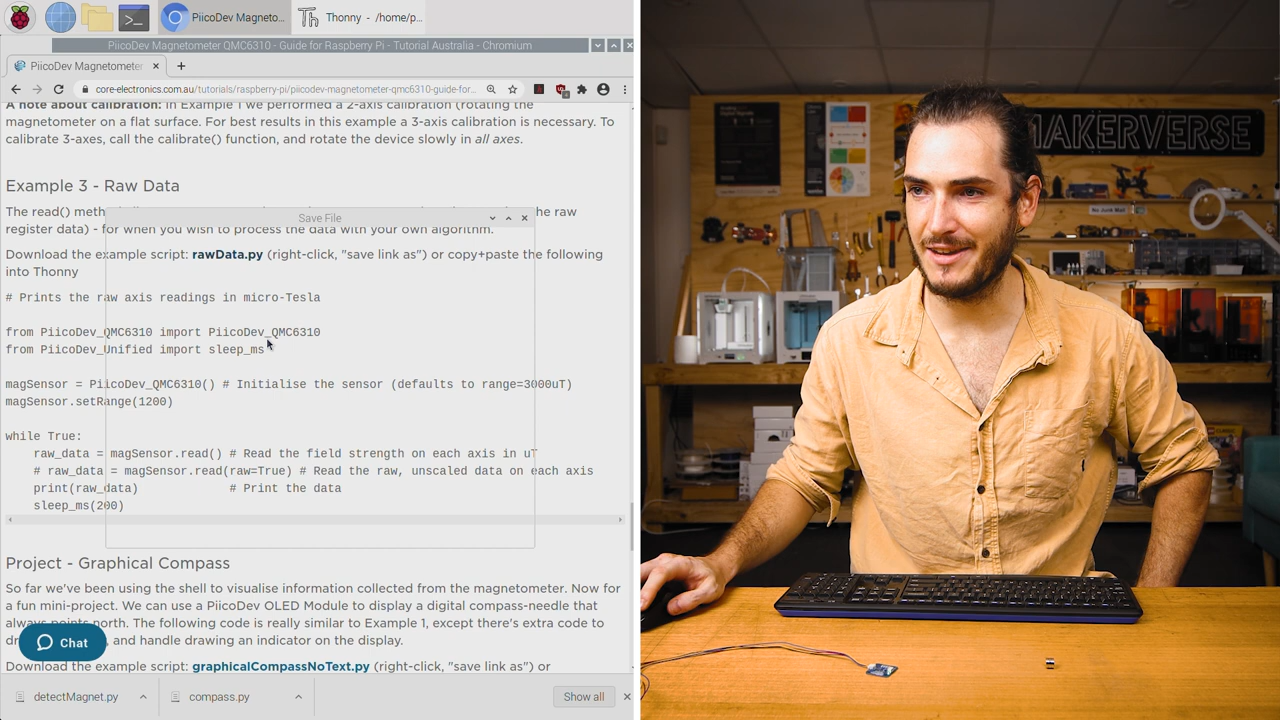 PiicoDev Magneto...
Thonny - /home/p...
PiicoDev Magnetometer QMC6310 - Guide for Raspberry Pi - Tutorial Australia - Chromium
PiicoDev Magnetometer
core-electronics.com.au/tutorials/raspberry-pi/piicodev-magnetometer-qmc6310-guide-for...
A note about calibration: in Example 1 we performed a 2-axis calibration (rotating the
magnetometer on a flat surface. For best results in this example a 3-axis calibration is necessary. To
calibrate 3-axes, call the calibrate() function, and rotate the device slowly in all axes.
Example 3 - Raw Data
Save File
The read() meth
he raw
register data) - for when you wish to process the data with your own algorithm.
Download the example script: rawData.py (right-click, "save link as") or copy+paste the following
into Thonny
# Prints the raw axis readings in micro-Tesla
from PiicoDev_QMC6310 import PiicoDev_QMC6310
from PiicoDev_Unified import sleep_ms
magSensor = PiicoDev_QMC6310() # Initialise the sensor (defaults to range=3000uT)
magSensor.setRange(1200)
while True:
raw_data = magSensor.read() # Read the field strength on each axis in uT
# raw_data = magSensor.read(raw=True) # Read the raw, unscaled data on each axis
print(raw_data) # Print the data
sleep_ms(200)
Project - Graphical Compass
So far we've been using the shell to visualise information collected from the magnetometer. Now for
a fun mini-project. We can use a PiicoDev OLED Module to display a digital compass-needle that
always points north. The following code is really similar to Example 1, except there's extra code to
dr
, and handle drawing an indicator on the display.
Chat
Download the example script: graphicalCompassNoText.py (right-click, "save link as") or
detectMagnet.py
compass.py
Show all
MAKERVERSE
No Junk Mail